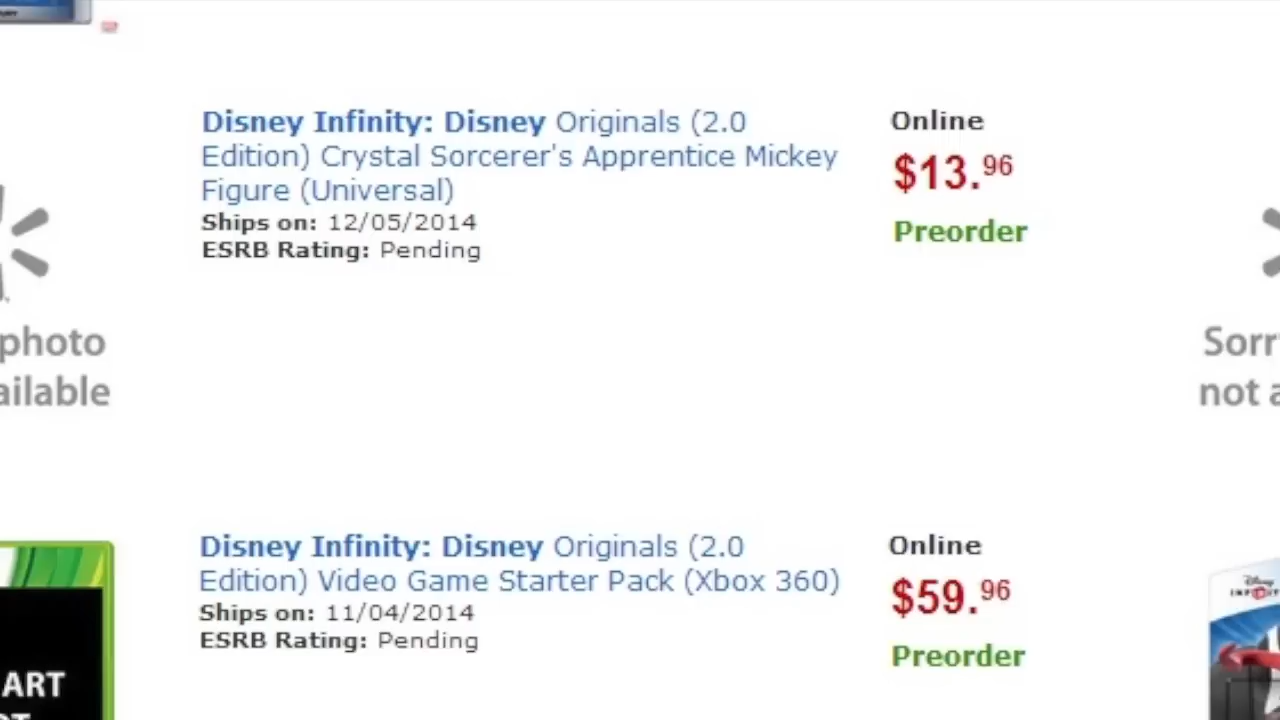 Disney Infinity: Disney Originals (2.0
Edition) Crystal Sorcerer's Apprentice Mickey
Figure (Universal)
Ships on: 12/05/2014
ESRB Rating: Pending
Online
$13.96
Preorder
photo
ailable
Sorr
not a
Disney Infinity: Disney Originals (2.0
Edition) Video Game Starter Pack (Xbox 360)
Ships on: 11/04/2014
ESRB Rating: Pending
Online
$59.96
Preorder
ART
Disney
INFINIT